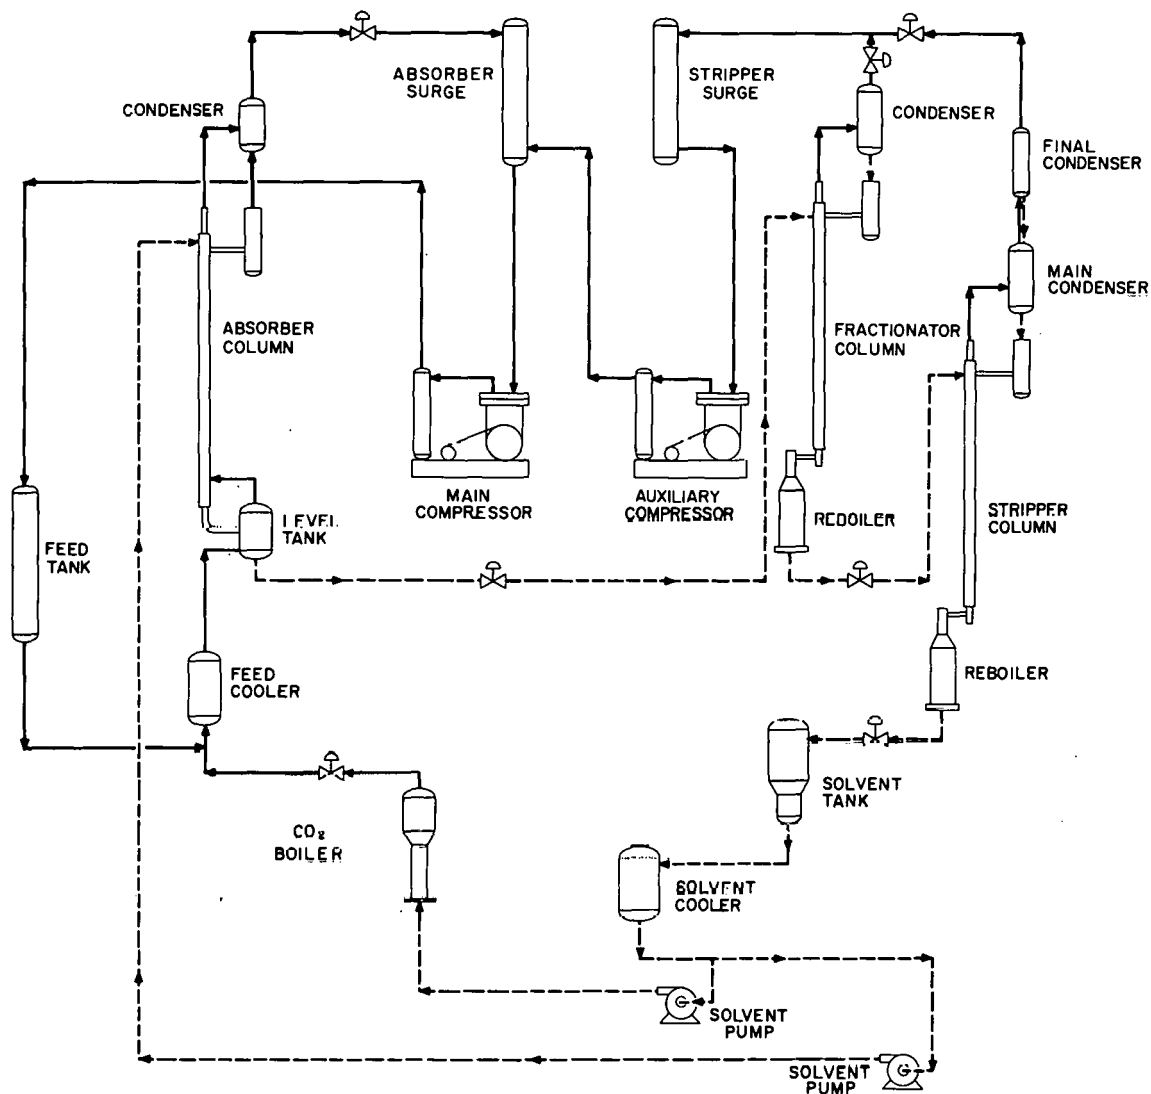 ABSORBER
SURGE
STRIPPER
SURGE
CONDENSER
CONDENSER
FINAL
CONDENSER
MAIN
CONDENSER
ABSORBER
COLUMN
FRACTIONATOR
COLUMN
MAIN
COMPRESSOR
AUXILIARY
COMPRESSOR
LEVEL
TANK
REBOILER
STRIPPER
COLUMN
FEED
TANK
FEED
COOLER
REBOILER
SOLVENT
TANK
CO₂
BOILER
SOLVENT
COOLER
SOLVENT
PUMP
SOLVENT
PUMP